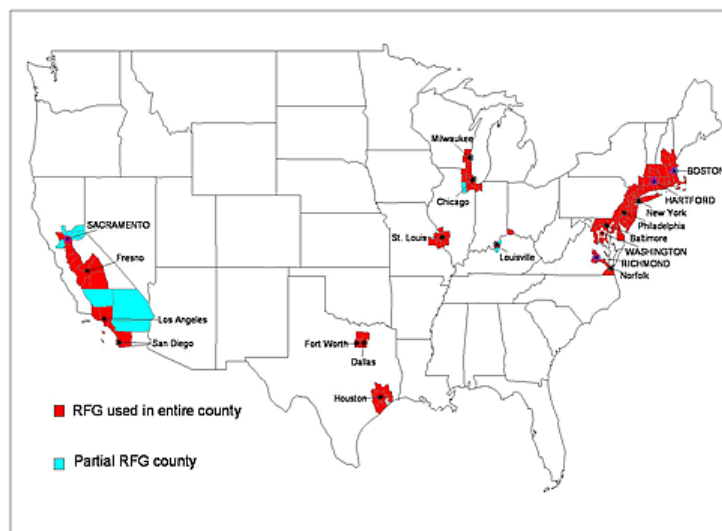 Milwaukee
BOSTON
Chicago
HARTFORD
New York
SACRAMENTO
Philadelphia
St. Louis
Baltimore
Louisville
WASHINGTON
Fresno
RICHMOND
Norfolk
Los Angeles
San Diego
Fort Worth
Dallas
Houston
RFG used in entire county
Partial RFG county